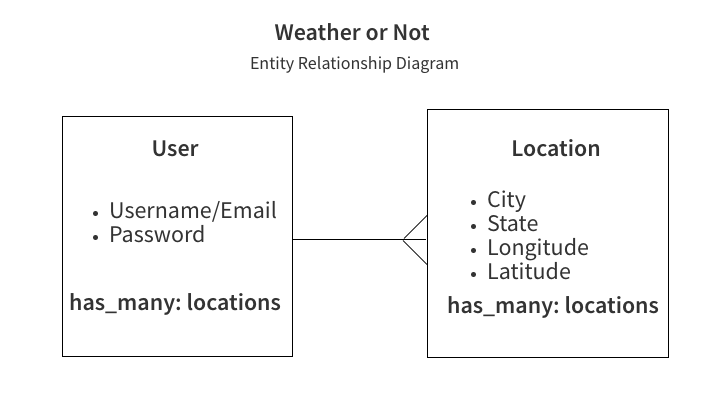 Weather or Not
Entity Relationship Diagram
User
• Username/Email
• Password
has_many: locations
Location
• City
• State
• Longitude
• Latitude
has_many: locations